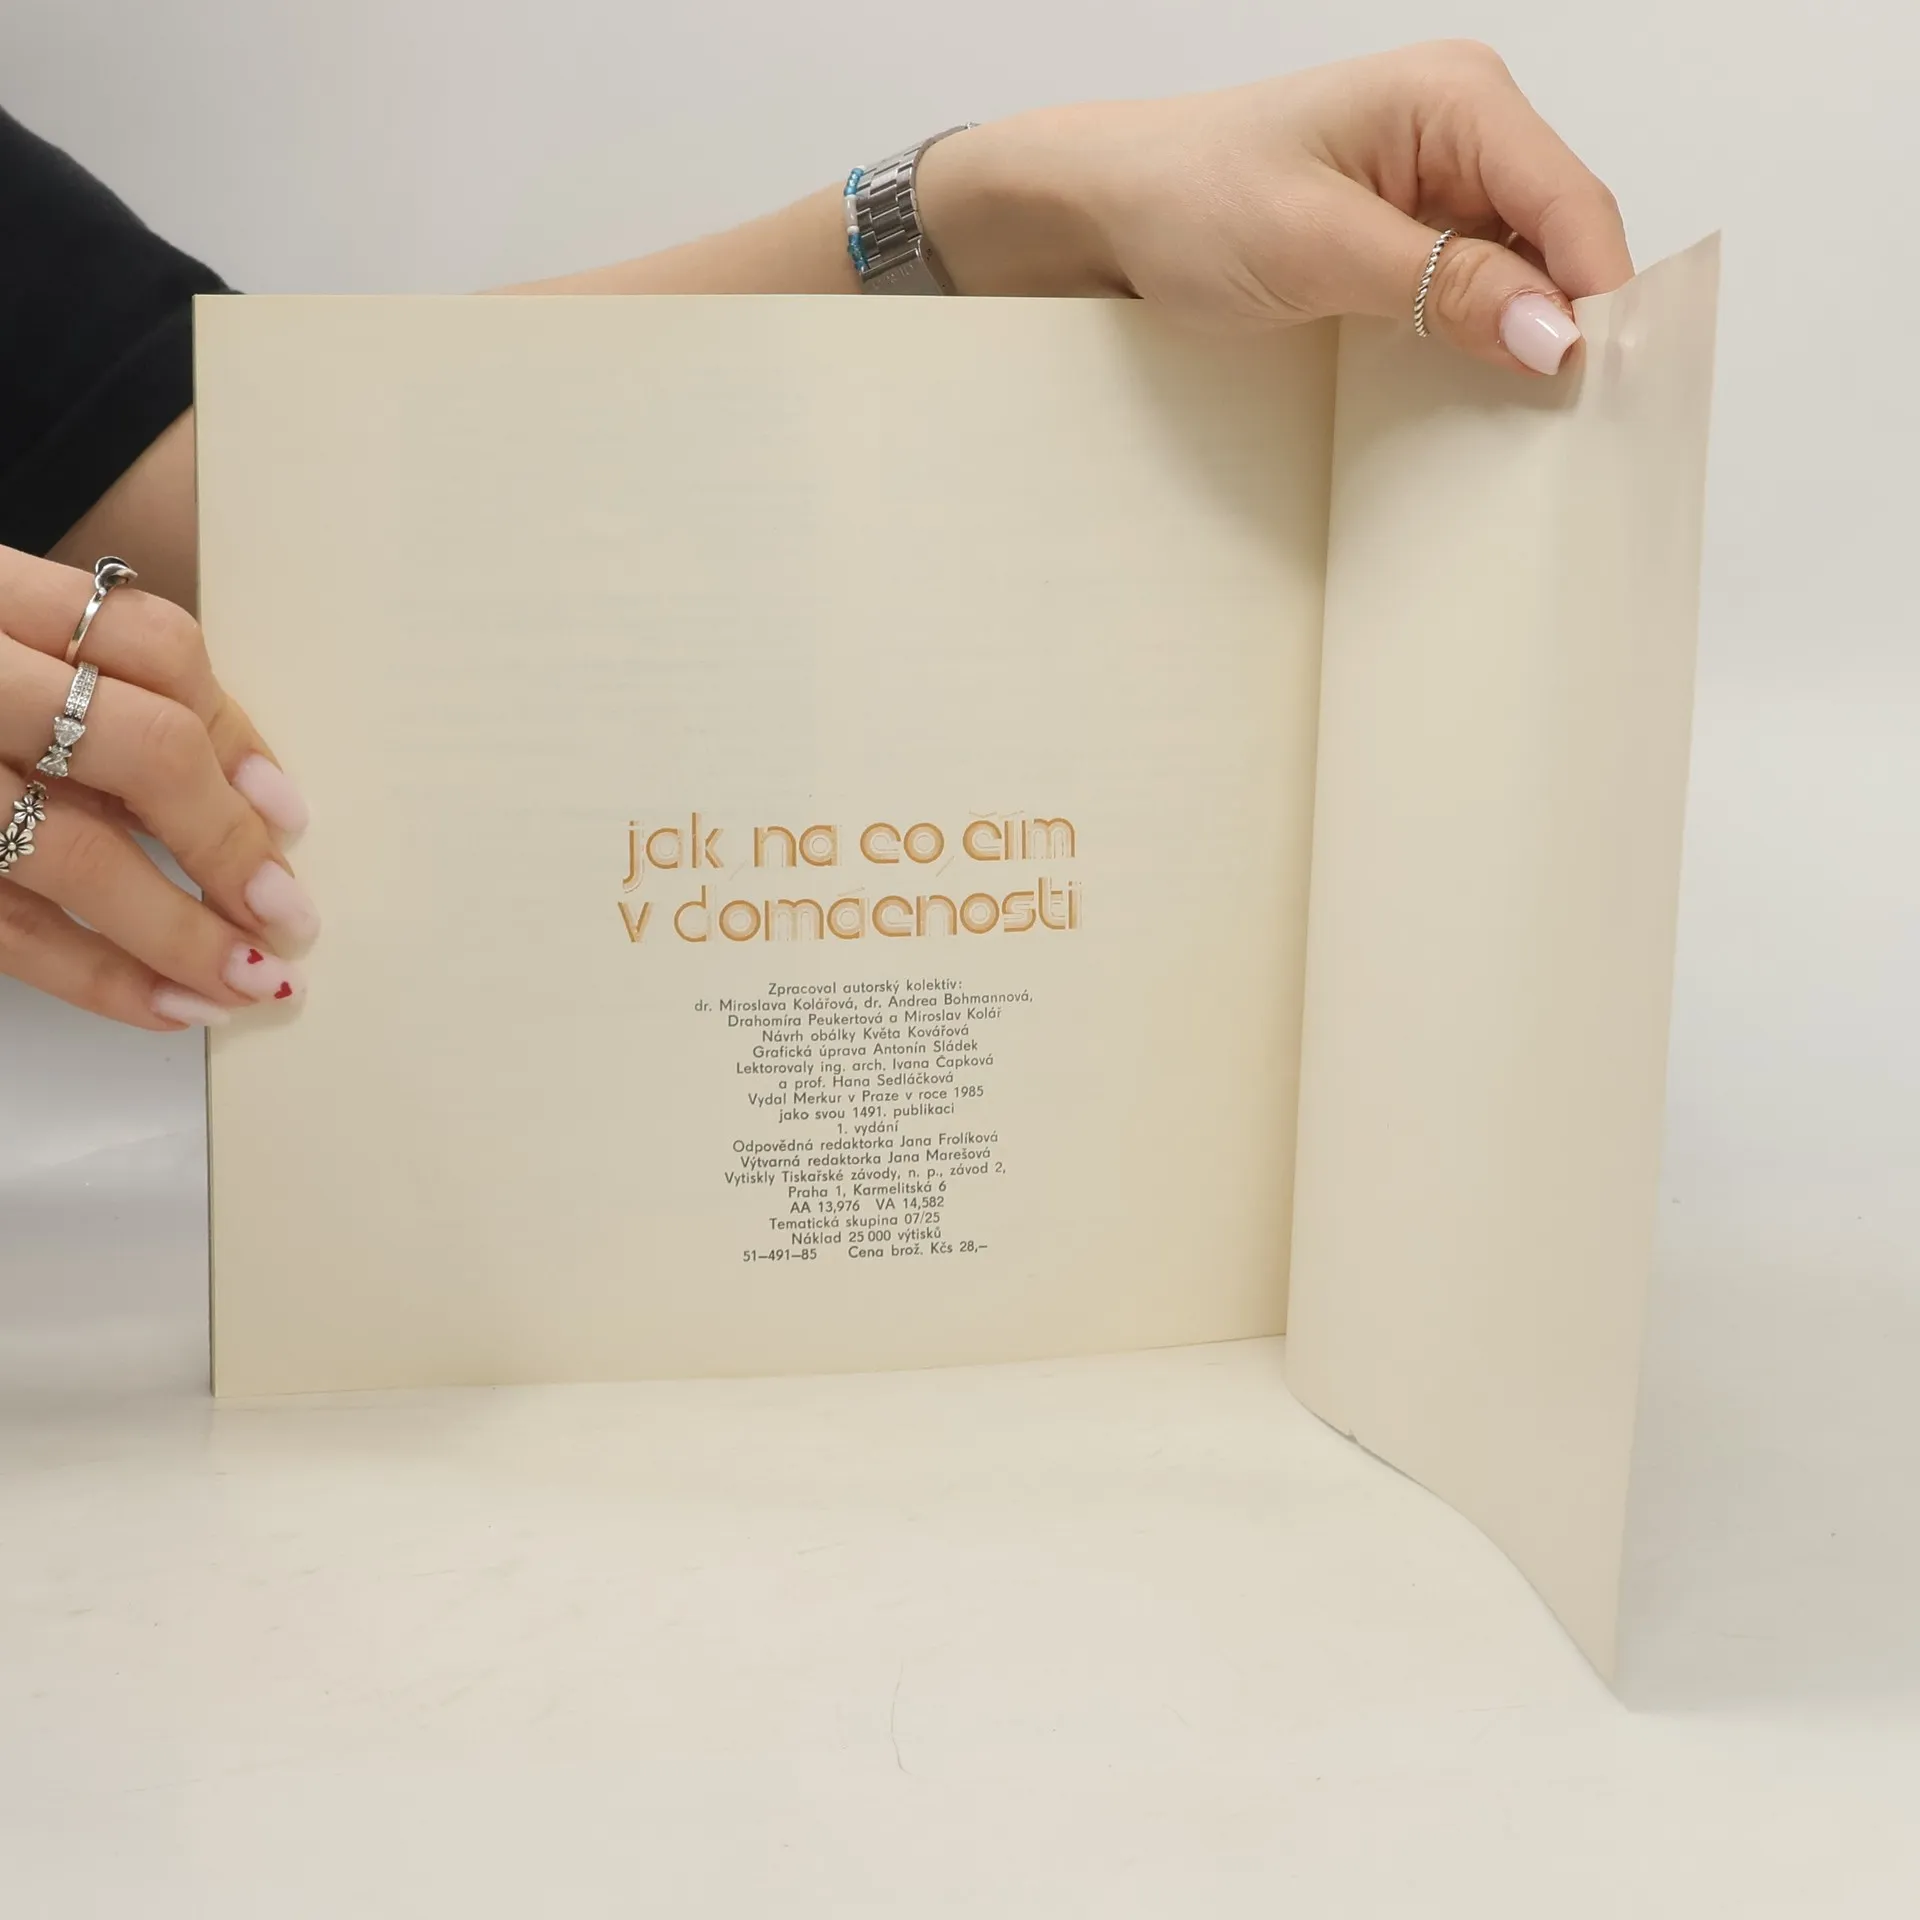 jak, na co, čím
v domácnosti
Zpracoval autorský kolektiv:
dr. Miroslava Kolářová, dr. Andrea Bohmannová,
Drahomíra Peukertová a Miroslav Kolář
Návrh obálky Květa Kovářová
Grafická úprava Antonín Sládek
Lektorovaly ing. arch. Ivana Čapková
a prof. Hana Sedláčková
Vydal Merkur v Praze v roce 1985
jako svou 1491. publikaci
1. vydání
Odpovědná redaktorka Jana Frolíková
Výtvarná redaktorka Jana Marešová
Vytiskly Tiskařské závody, n. p., závod 2,
Praha 1, Karmelitská 6
AA 13,976 VA 14,582
Tematická skupina 07/25
Náklad 25 000 výtisků
51—491—85 Cena brož. Kčs 28,—